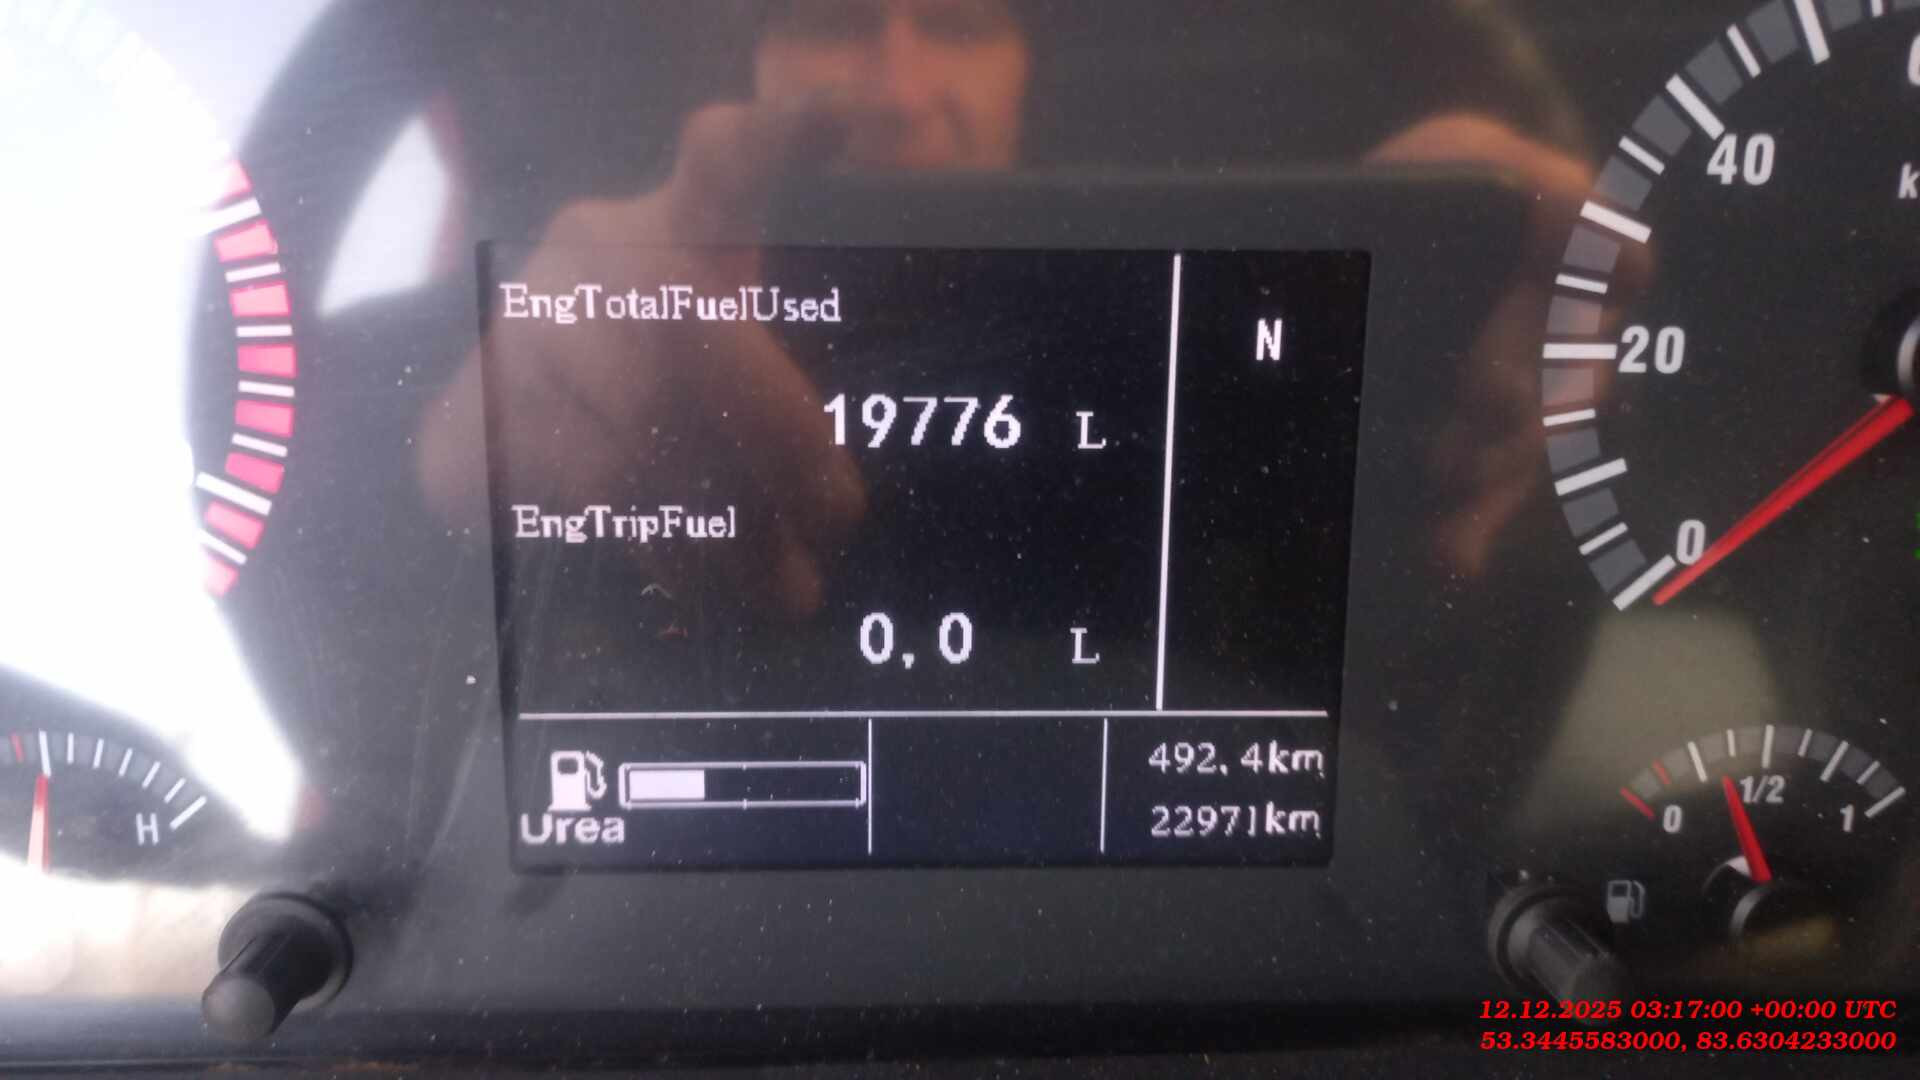 EngTotalFuelUsed
N
19776 L
EngTripFuel
0,0 L
Urea
492.4km
22971km
H
40
20
0
0
1/2
1
12.12.2025 03:17:00 +00:00 UTC
53.3445583000, 83.6304233000